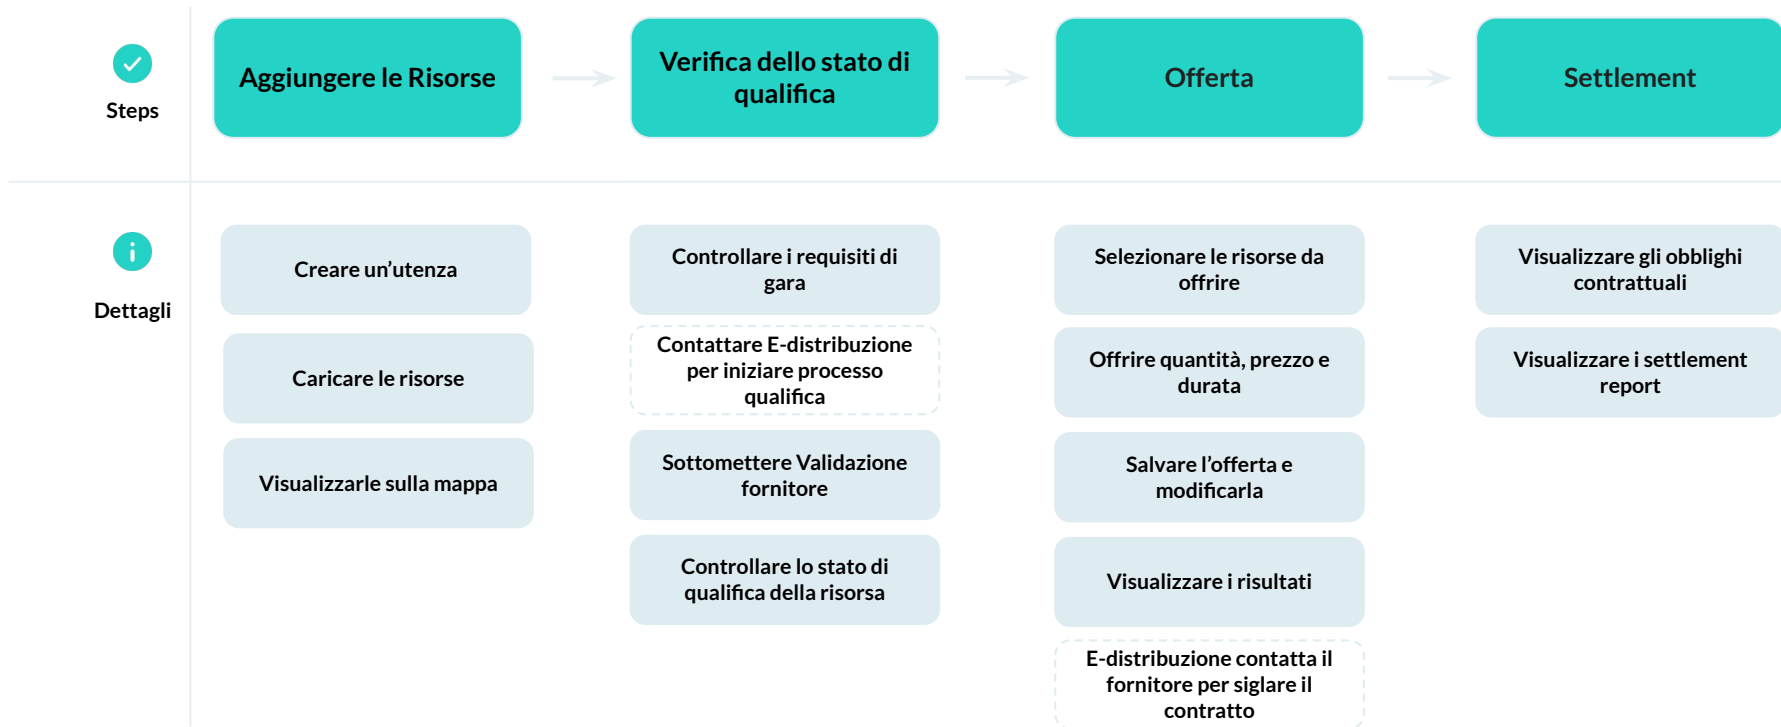 Steps
Aggiungere le Risorse
Verifica dello stato di
qualifica
Offerta
Settlement
Dettagli
Creare un’utenza
Caricare le risorse
Visualizzarle sulla mappa
Controllare i requisiti di
gara
Contattare E-distribuzione
per iniziare processo
qualifica
Sottomettere Validazione
fornitore
Controllare lo stato di
qualifica della risorsa
Selezionare le risorse da
offrire
Offrire quantità, prezzo e
durata
Salvare l’offerta e
modificarla
Visualizzare i risultati
E-distribuzione contatta il
fornitore per siglare il
contratto
Visualizzare gli obblighi
contrattuali
Visualizzare i settlement
report